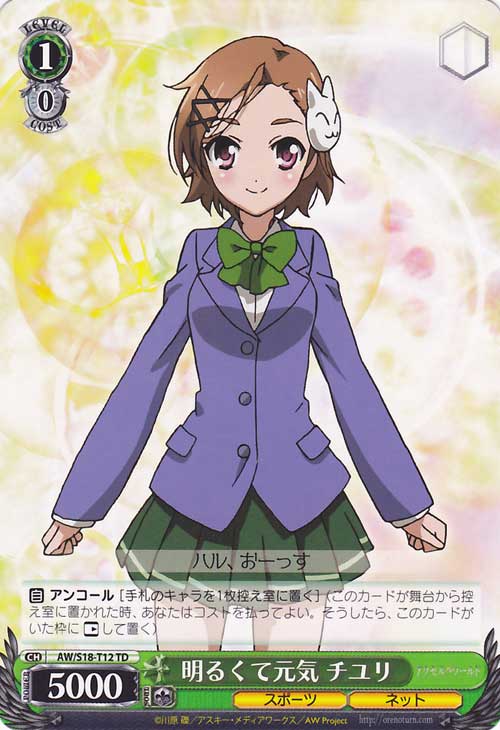 LEVEL
1
0
COST
ハル、おーっす
自 アンコール [手札のキャラを1枚控え室に置く] (このカードが舞台から控
え室に置かれた時、あなたはコストを払ってよい。そうしたら、このカードが
いた枠に して置く)
CH AW/S18-T12 TD
POWER
5000
SOUL
明るくて元気 チユリ
アクセル・ワールド
スポーツ
ネット
©川原 礫/アスキー・メディアワークス/AW Project
http://orenoturn.com